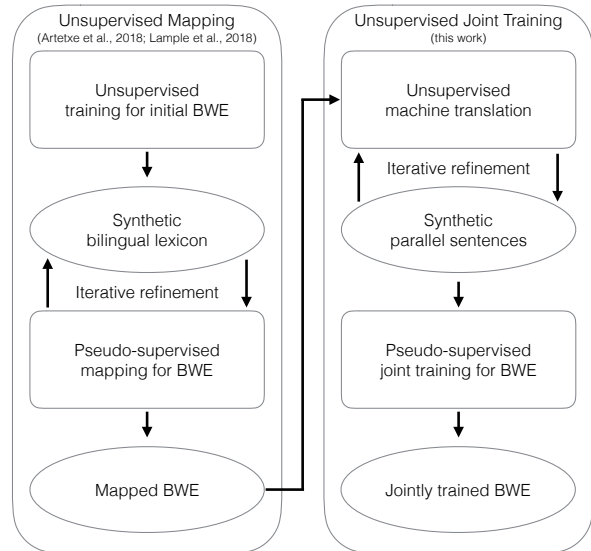 Unsupervised Mapping
(Artetxe et al., 2018; Lample et al., 2018)
Unsupervised
training for initial BWE
Synthetic
bilingual lexicon
Iterative refinement
Pseudo-supervised
mapping for BWE
Mapped BWE
Unsupervised Joint Training
(this work)
Unsupervised
machine translation
Iterative refinement
Synthetic
parallel sentences
Pseudo-supervised
joint training for BWE
Jointly trained BWE